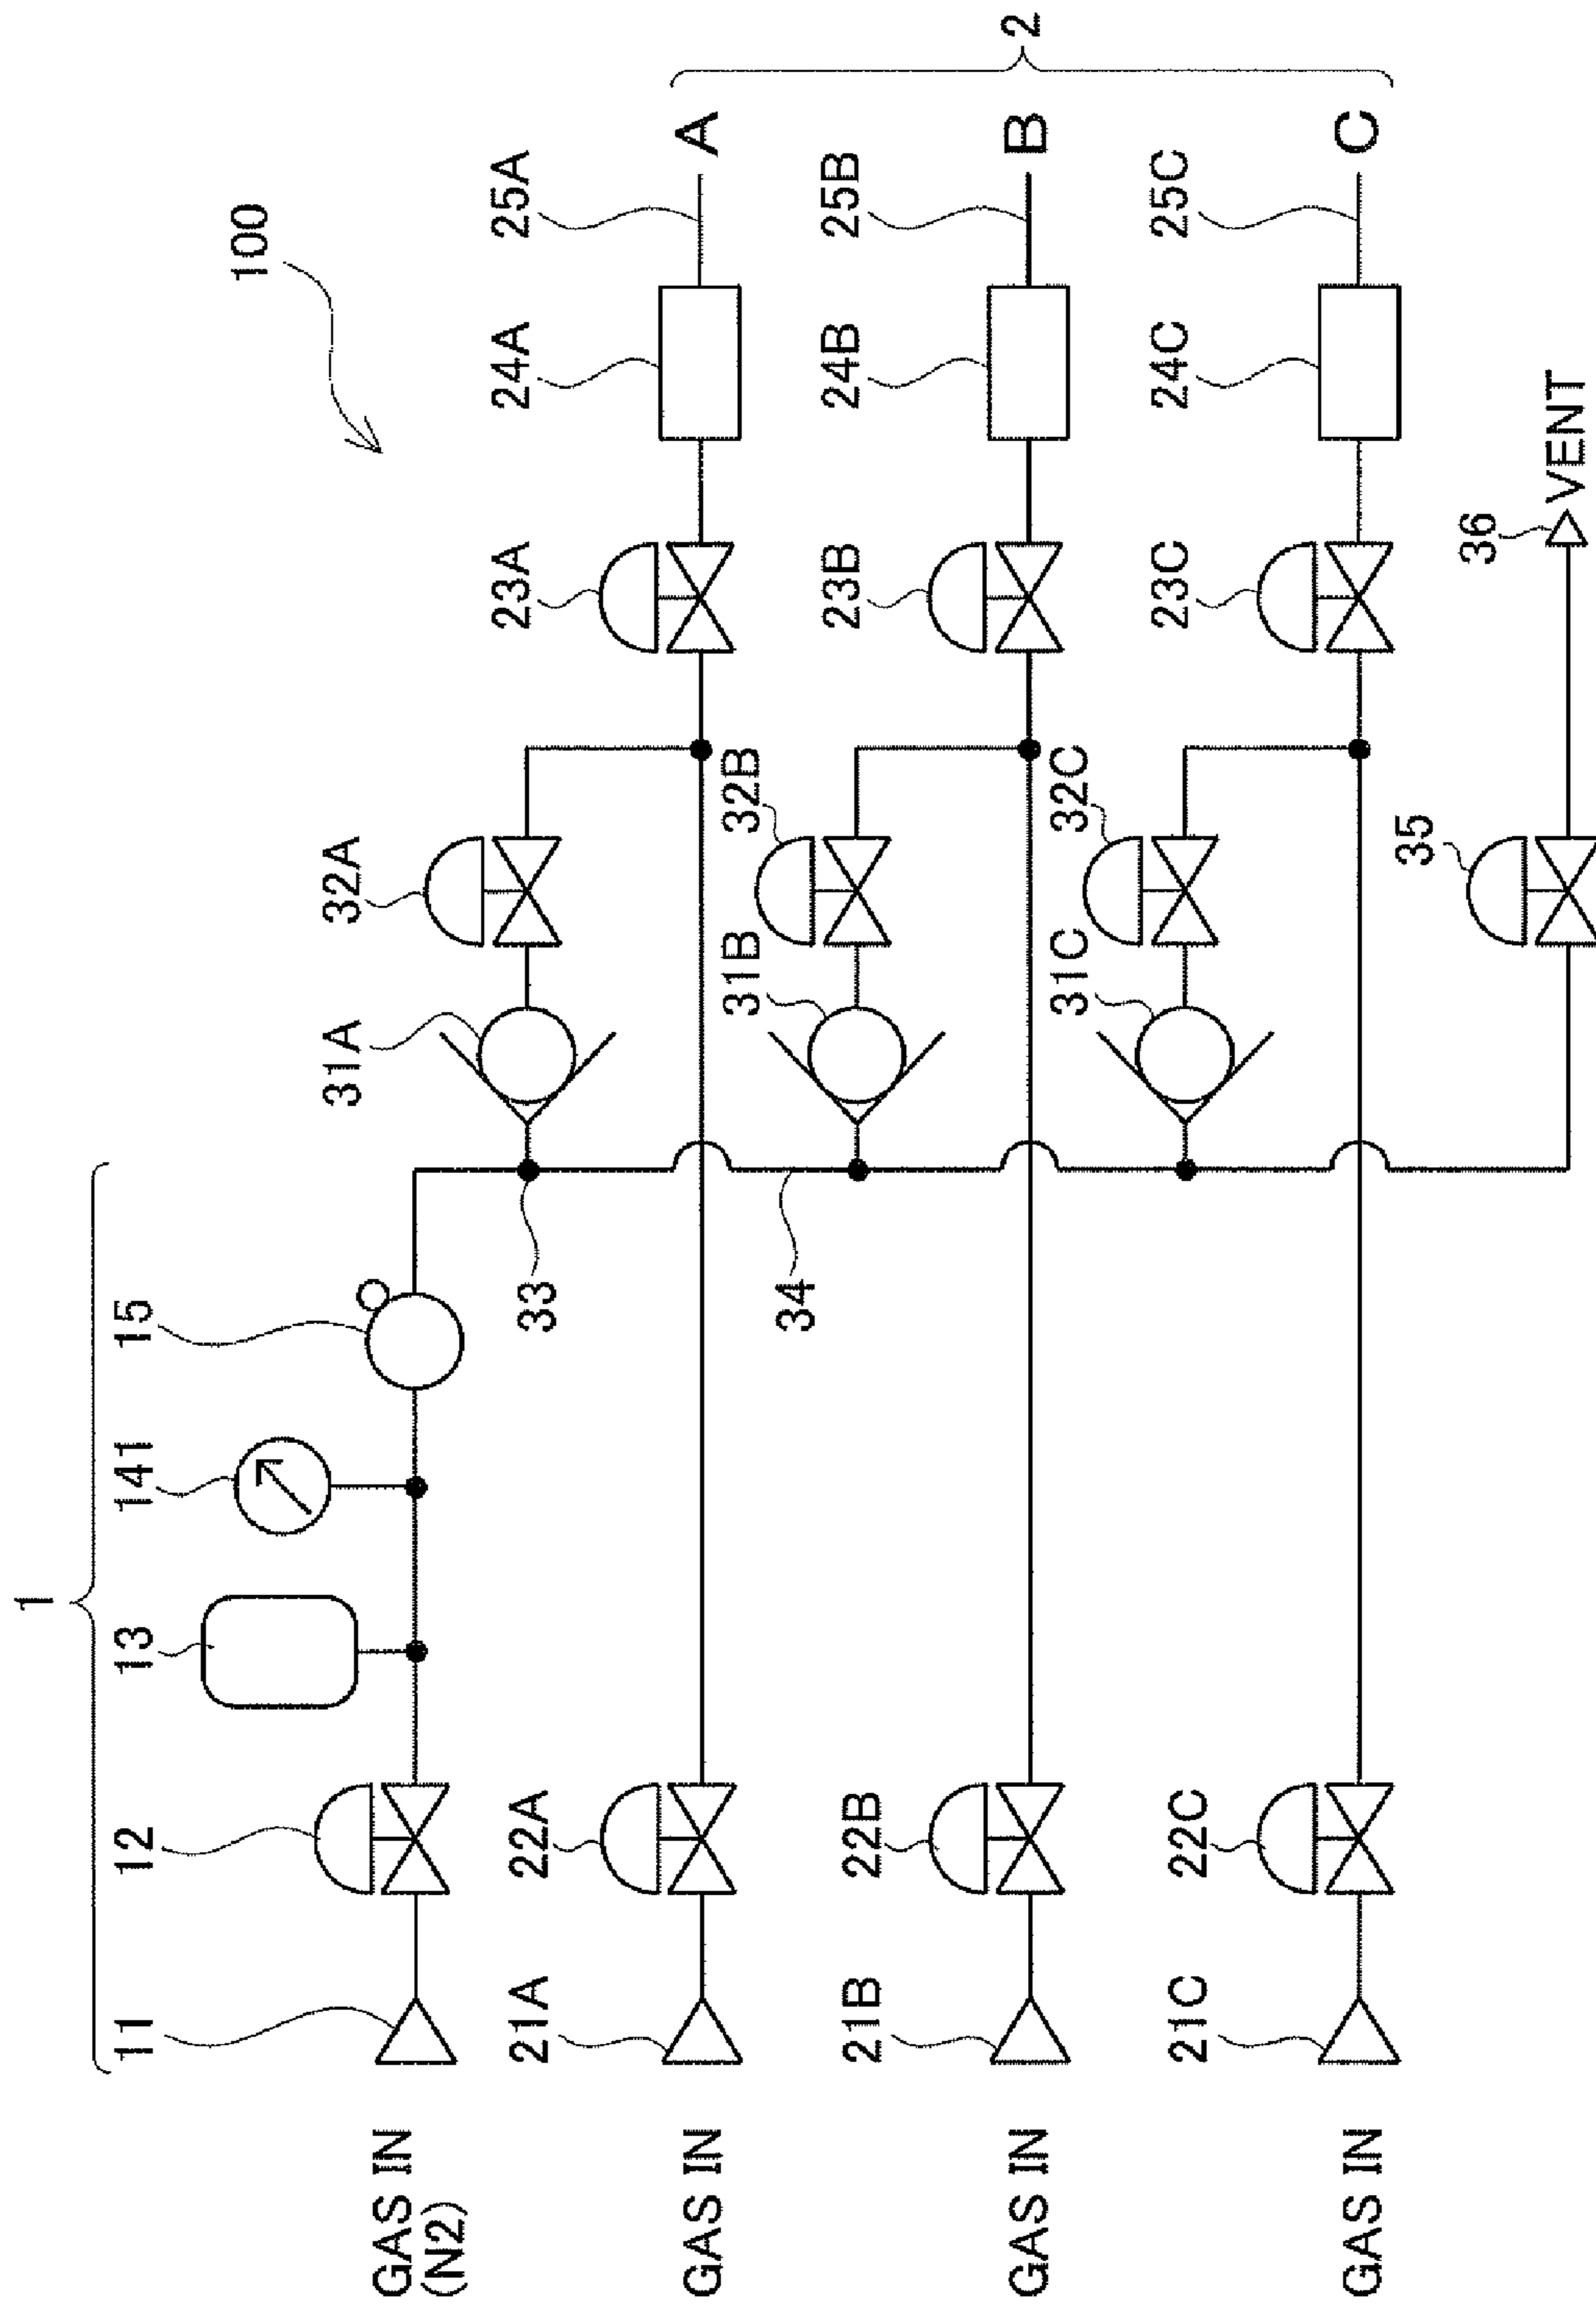 1
11
12
13
141
15
100
31A
32A
33
21A
22A
23A
24A
25A
34
31B
32B
21B
22B
23B
24B
25B
31C
32C
21C
22C
23C
24C
25C
35
36
GAS IN
(N2)
GAS IN
GAS IN
GAS IN
A
B
C
2
VENT